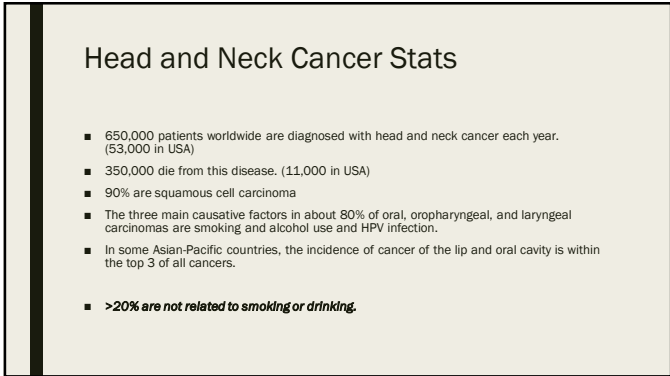 Head and Neck Cancer Stats
■ 650,000 patients worldwide are diagnosed with head and neck cancer each year.
(53,000 in USA)
■ 350,000 die from this disease. (11,000 in USA)
■ 90% are squamous cell carcinoma
■ The three main causative factors in about 80% of oral, oropharyngeal, and laryngeal
carcinomas are smoking and alcohol use and HPV infection.
■ In some Asian-Pacific countries, the incidence of cancer of the lip and oral cavity is within
the top 3 of all cancers.
■ >20% are not related to smoking or drinking.